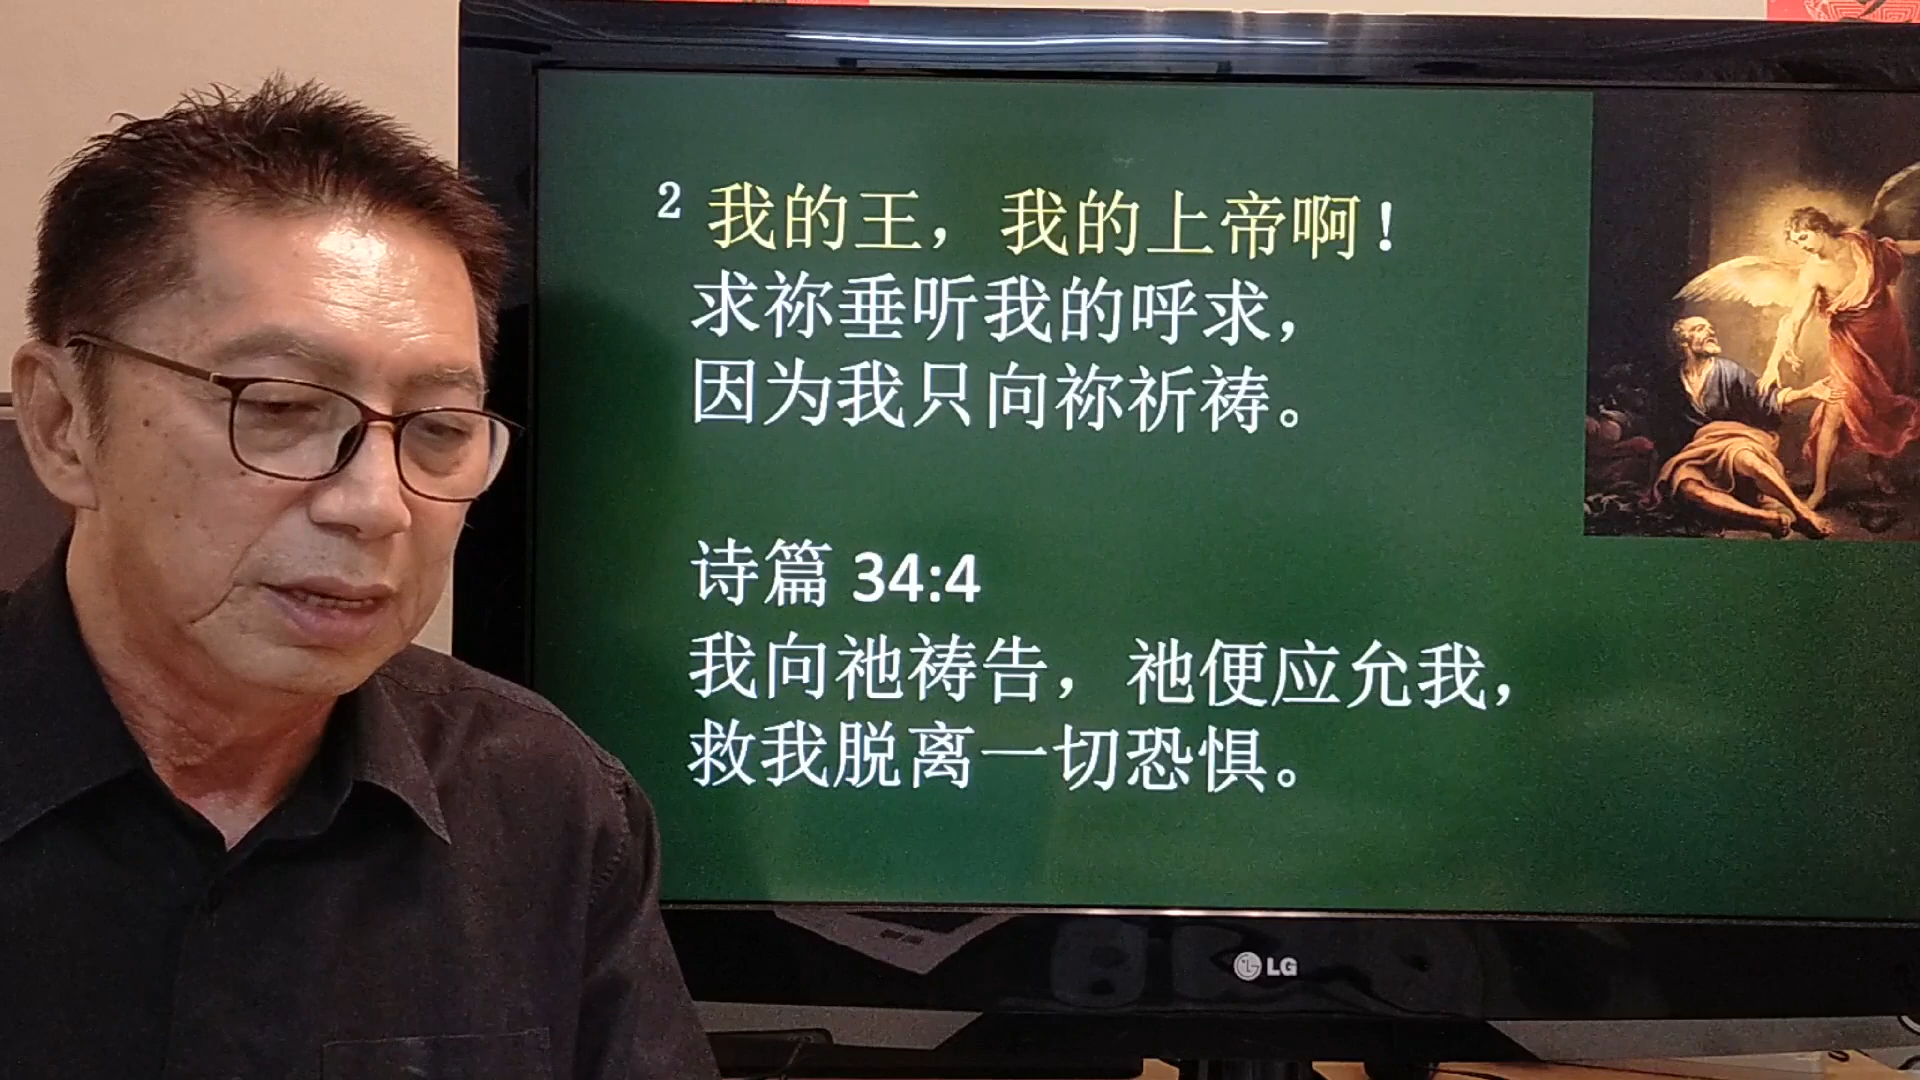 2 我的王，我的上帝啊！
求祢垂听我的呼求，
因为我只向祢祈祷。
诗篇 34:4
我向祂祷告，祂便应允我，
救我脱离一切恐惧。
LG